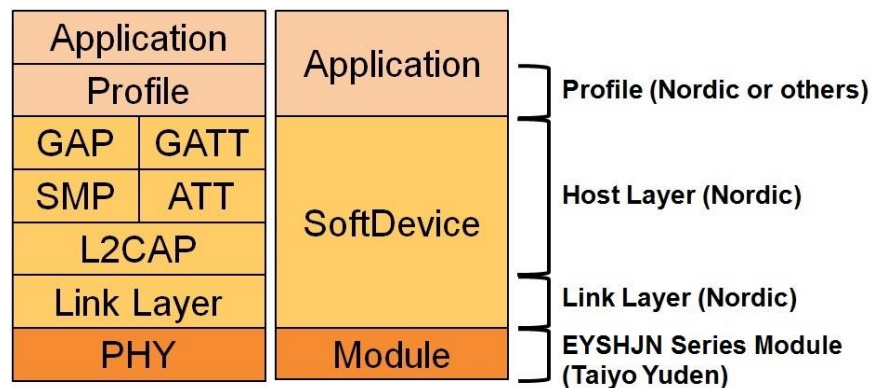 Application
Profile
GAP GATT
SMP ATT
L2CAP
Link Layer
PHY
Application
SoftDevice
Module
Profile (Nordic or others)
Host Layer (Nordic)
Link Layer (Nordic)
EYSHJN Series Module
(Taiyo Yuden)